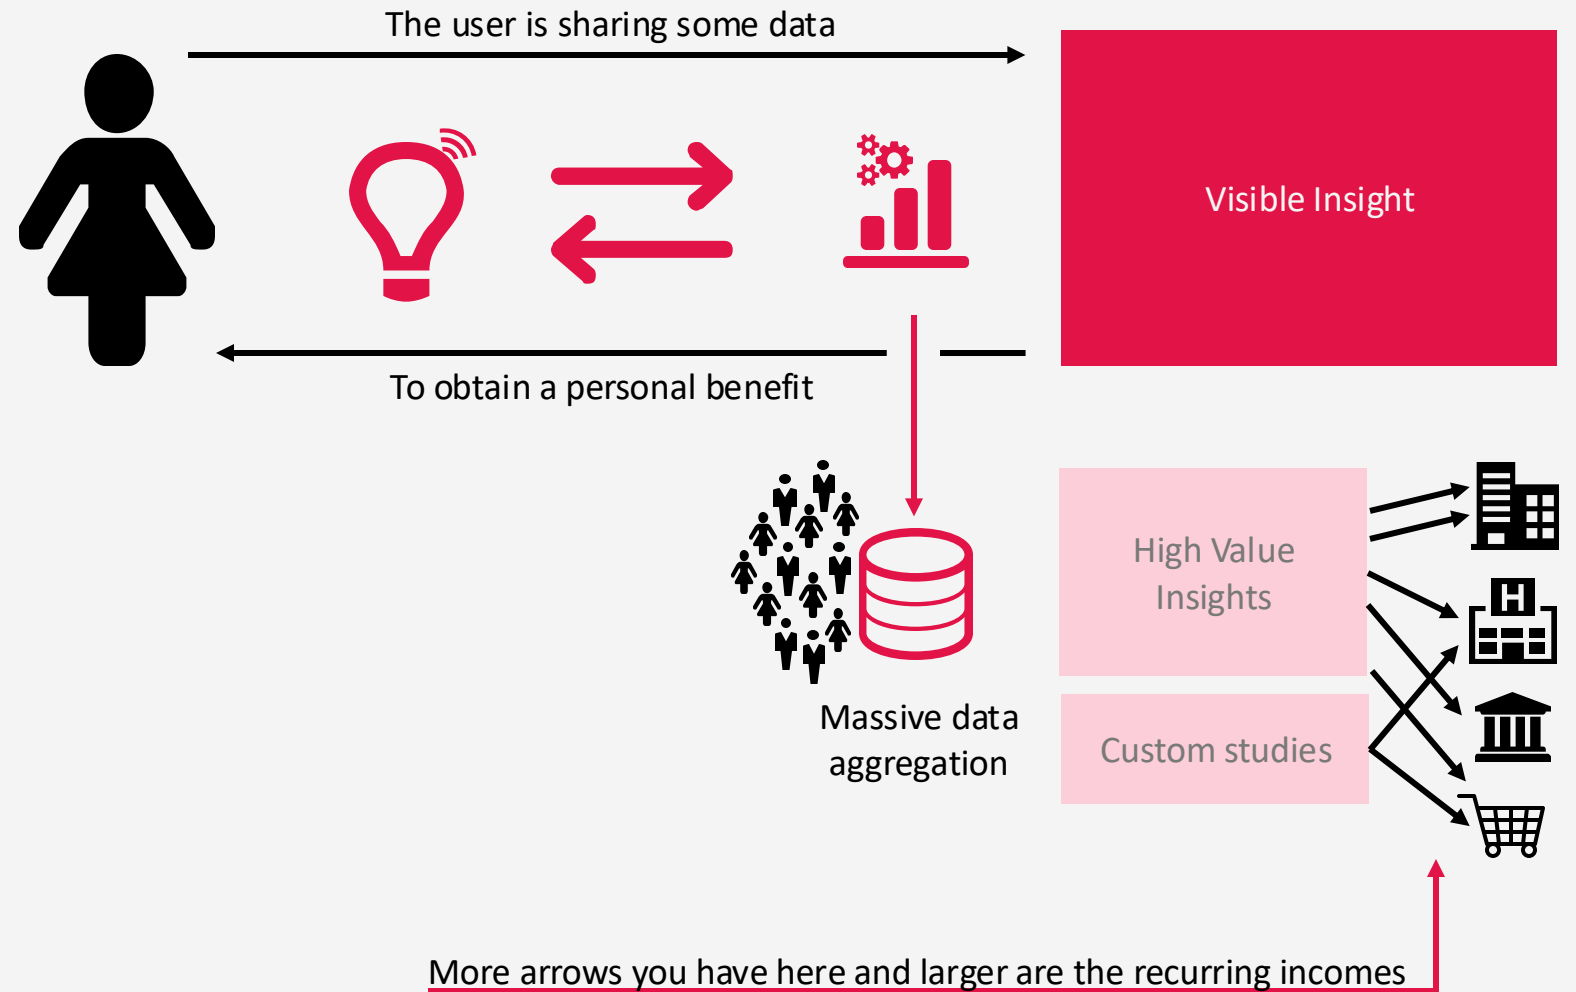 The user is sharing some data
Visible Insight
To obtain a personal benefit
High Value
Insights
H
Massive data
aggregation
Custom studies
More arrows you have here and larger are the recurring incomes